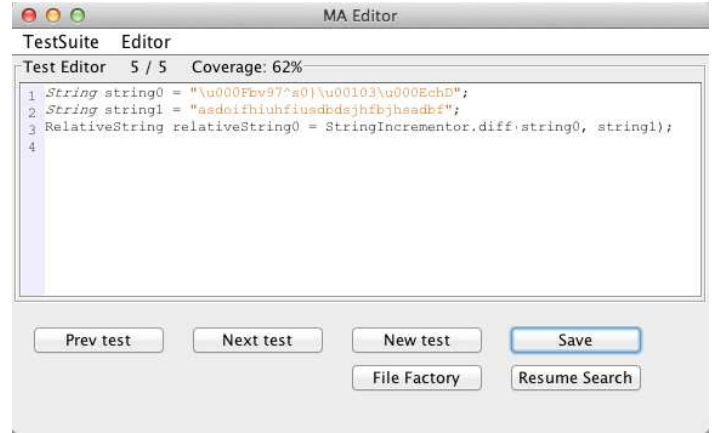 MA Editor
TestSuite Editor
Test Editor 5 / 5 Coverage: 62%
1 String string0 = "\u000Fbv97^s0}\u00103\u000EchD";
2 String string1 = "asdoifhiuhfiusdbdsjhfbjhsadbf";
3 RelativeString relativeString0 = StringIncrementor.diff(string0, string1);
4
Prev test Next test New test Save
File Factory Resume Search